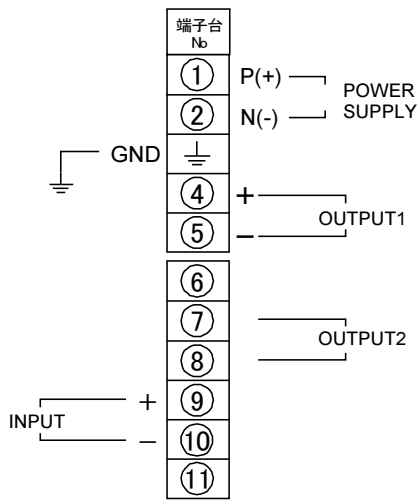 端子台
No
① P(+)
POWER
SUPPLY
② N(-)
GND
④ +
OUTPUT1
⑤ −
⑥
⑦
OUTPUT2
⑧
+ ⑨
INPUT
− ⑩
⑪